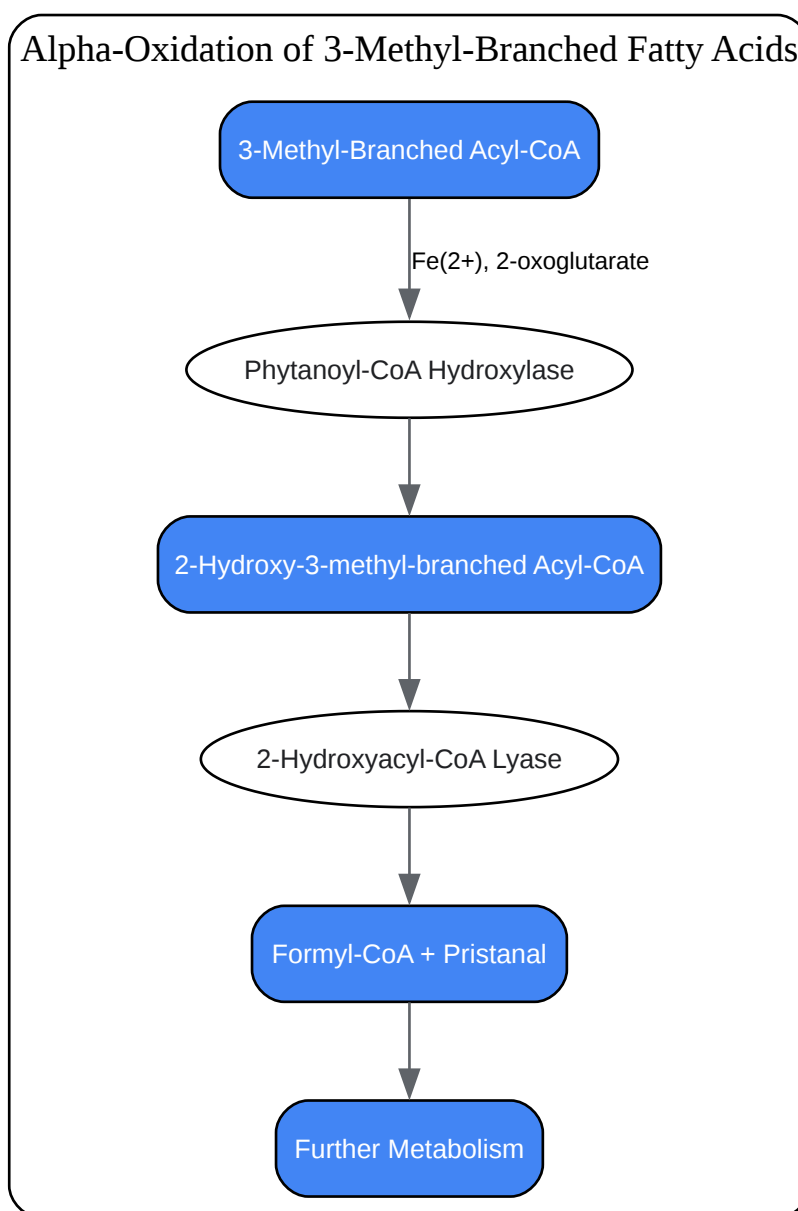 Alpha-Oxidation of 3-Methyl-Branched Fatty Acids
3-Methyl-Branched Acyl-CoA
Fe(2+), 2-oxoglutarate
Phytanoyl-CoA Hydroxylase
2-Hydroxy-3-methyl-branched Acyl-CoA
2-Hydroxyacyl-CoA Lyase
Formyl-CoA + Pristanal
Further Metabolism